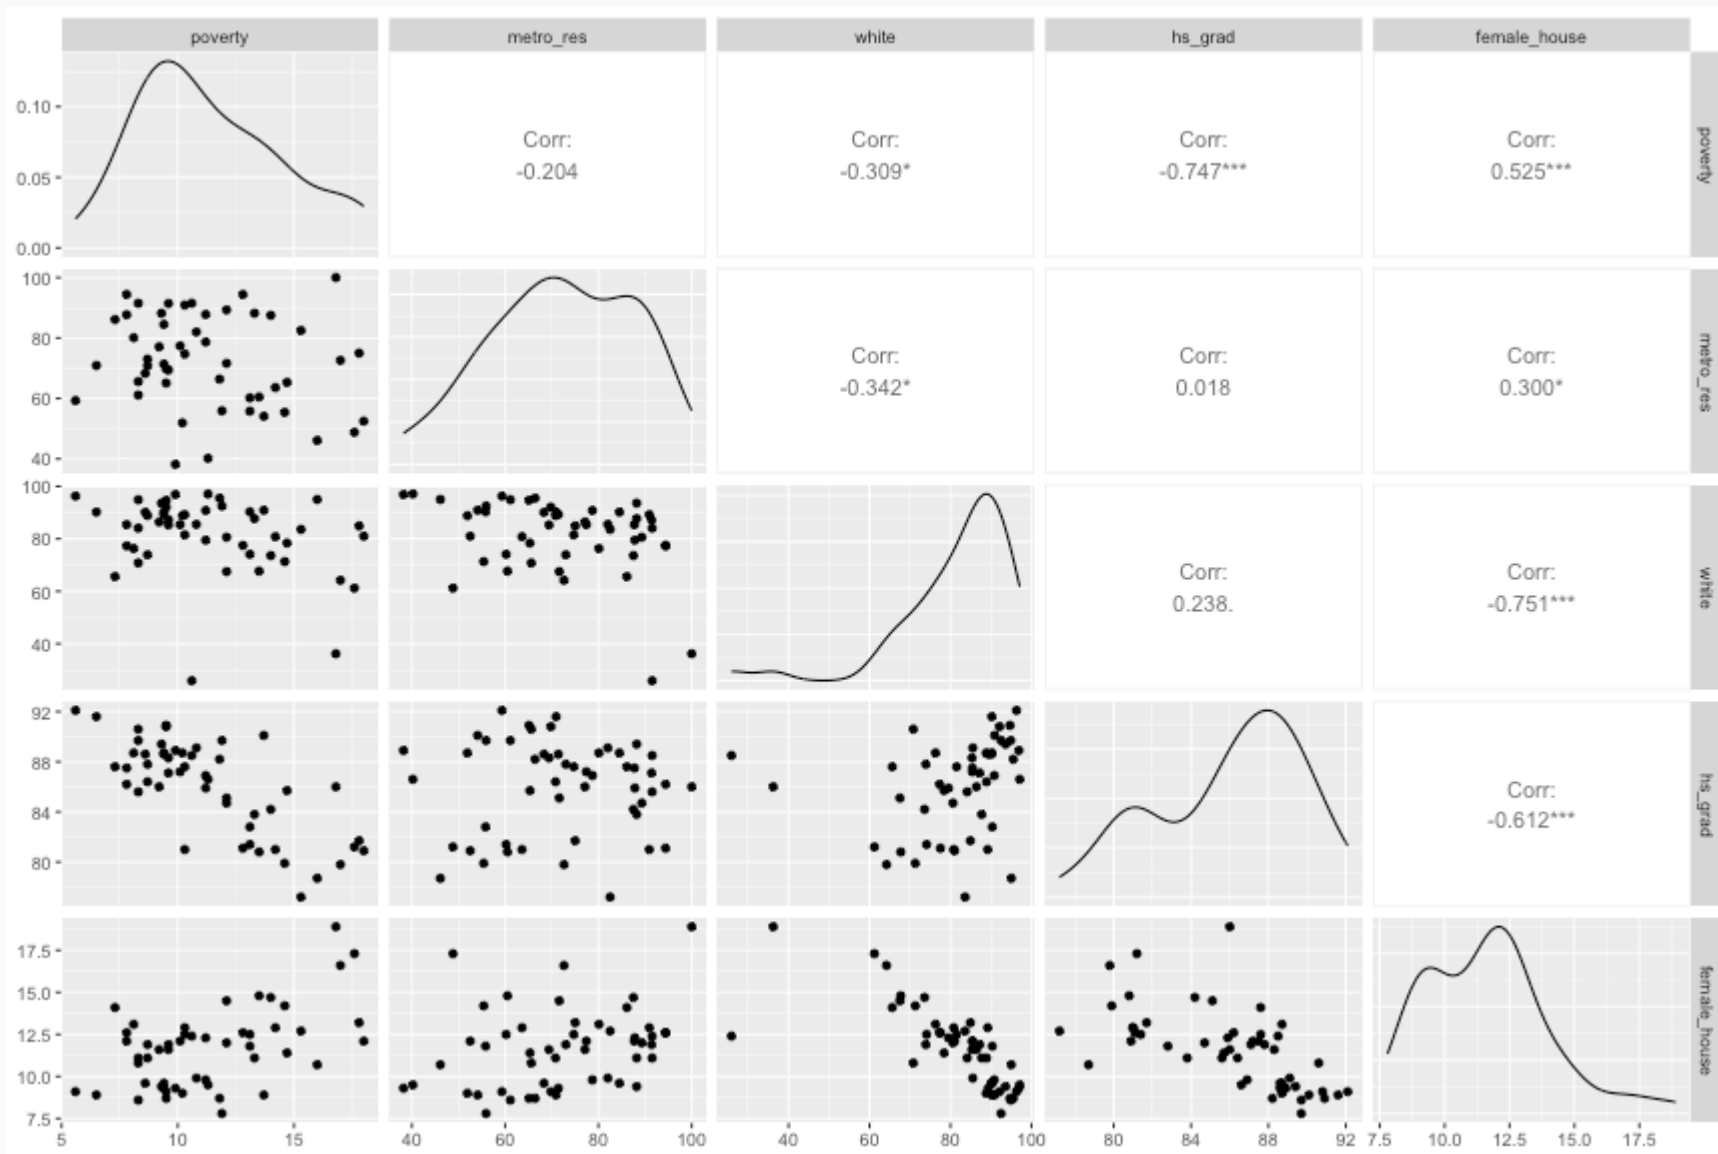 poverty metro_res white hs_grad female_house
0.10
0.05
0.00
Corr:
-0.204
Corr:
-0.309*
Corr:
-0.747***
Corr:
0.525***
poverty
100
80
60
40
Corr:
-0.342*
Corr:
0.018
Corr:
0.300*
metro_res
100
80
60
40
Corr:
0.238.
Corr:
-0.751***
white
92
88
84
80
Corr:
-0.612***
hs_grad
17.5
15.0
12.5
10.0
7.5
female_house
5 10 15 40 60 80 100 40 60 80 100 80 84 88 92 7.5 10.0 12.5 15.0 17.5